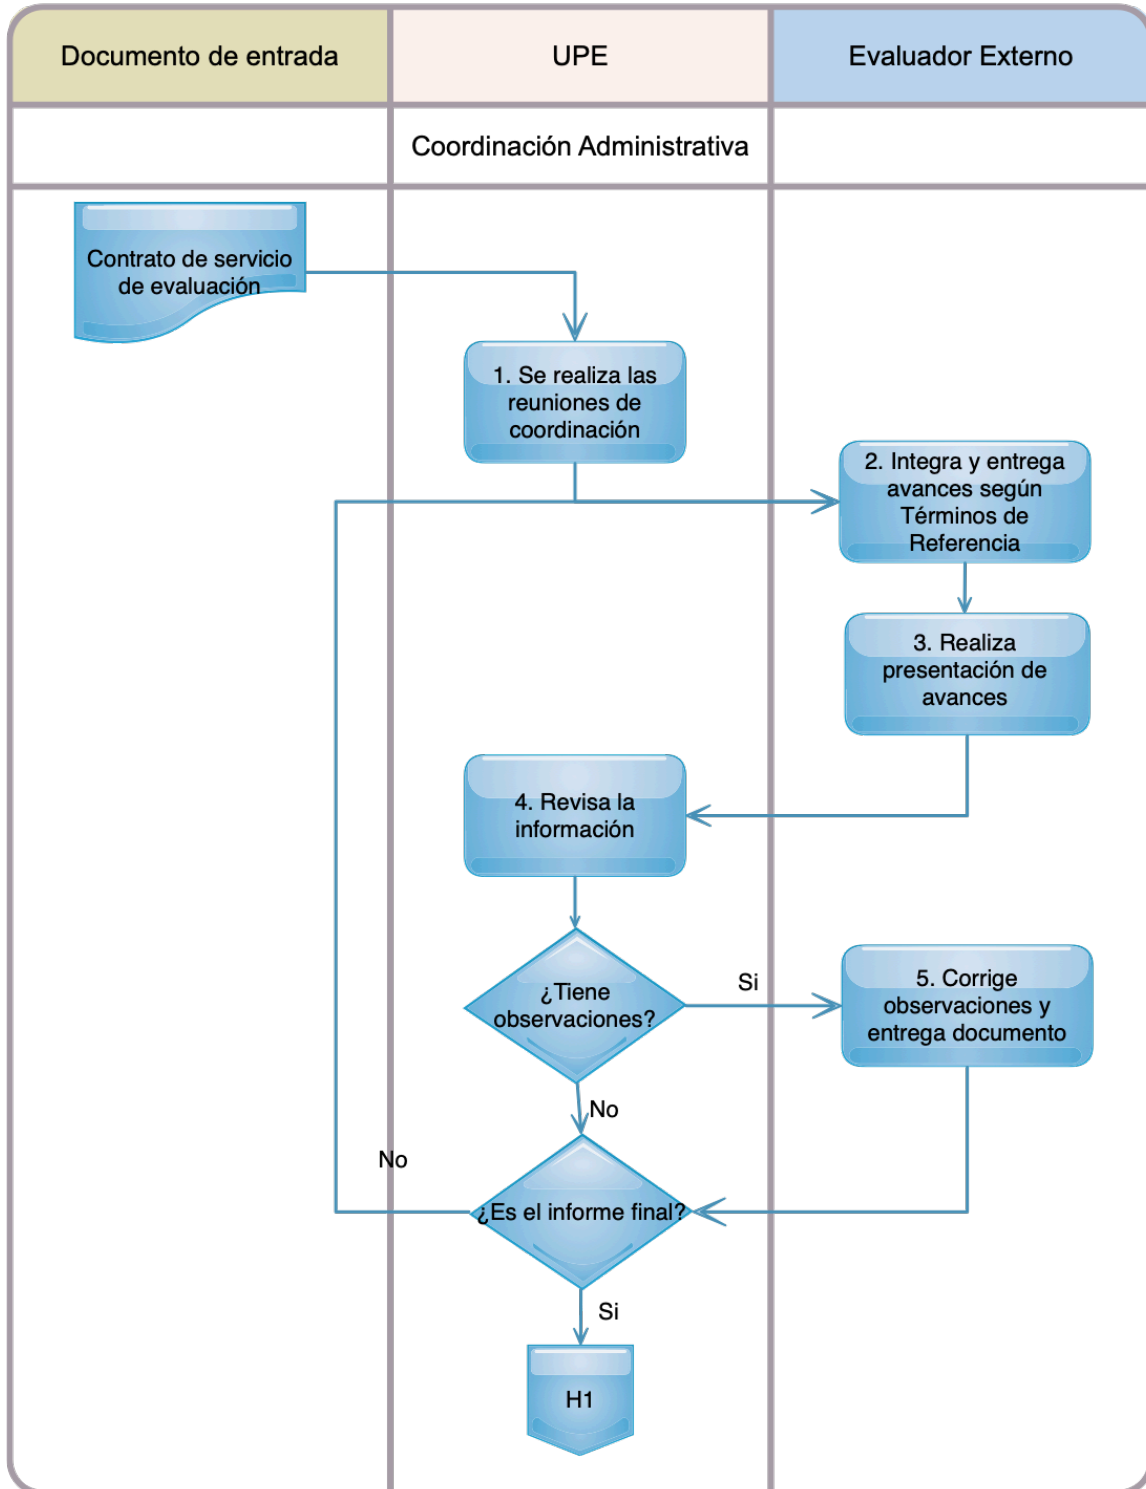 Documento de entrada
UPE
Evaluador Externo
Coordinación Administrativa
Contrato de servicio
de evaluación
1. Se realiza las
reuniones de
coordinación
2. Integra y entrega
avances según
Términos de
Referencia
3. Realiza
presentación de
avances
4. Revisa la
información
¿Tiene
observaciones?
Si
5. Corrige
observaciones y
entrega documento
No
No
¿Es el informe final?
Si
H1